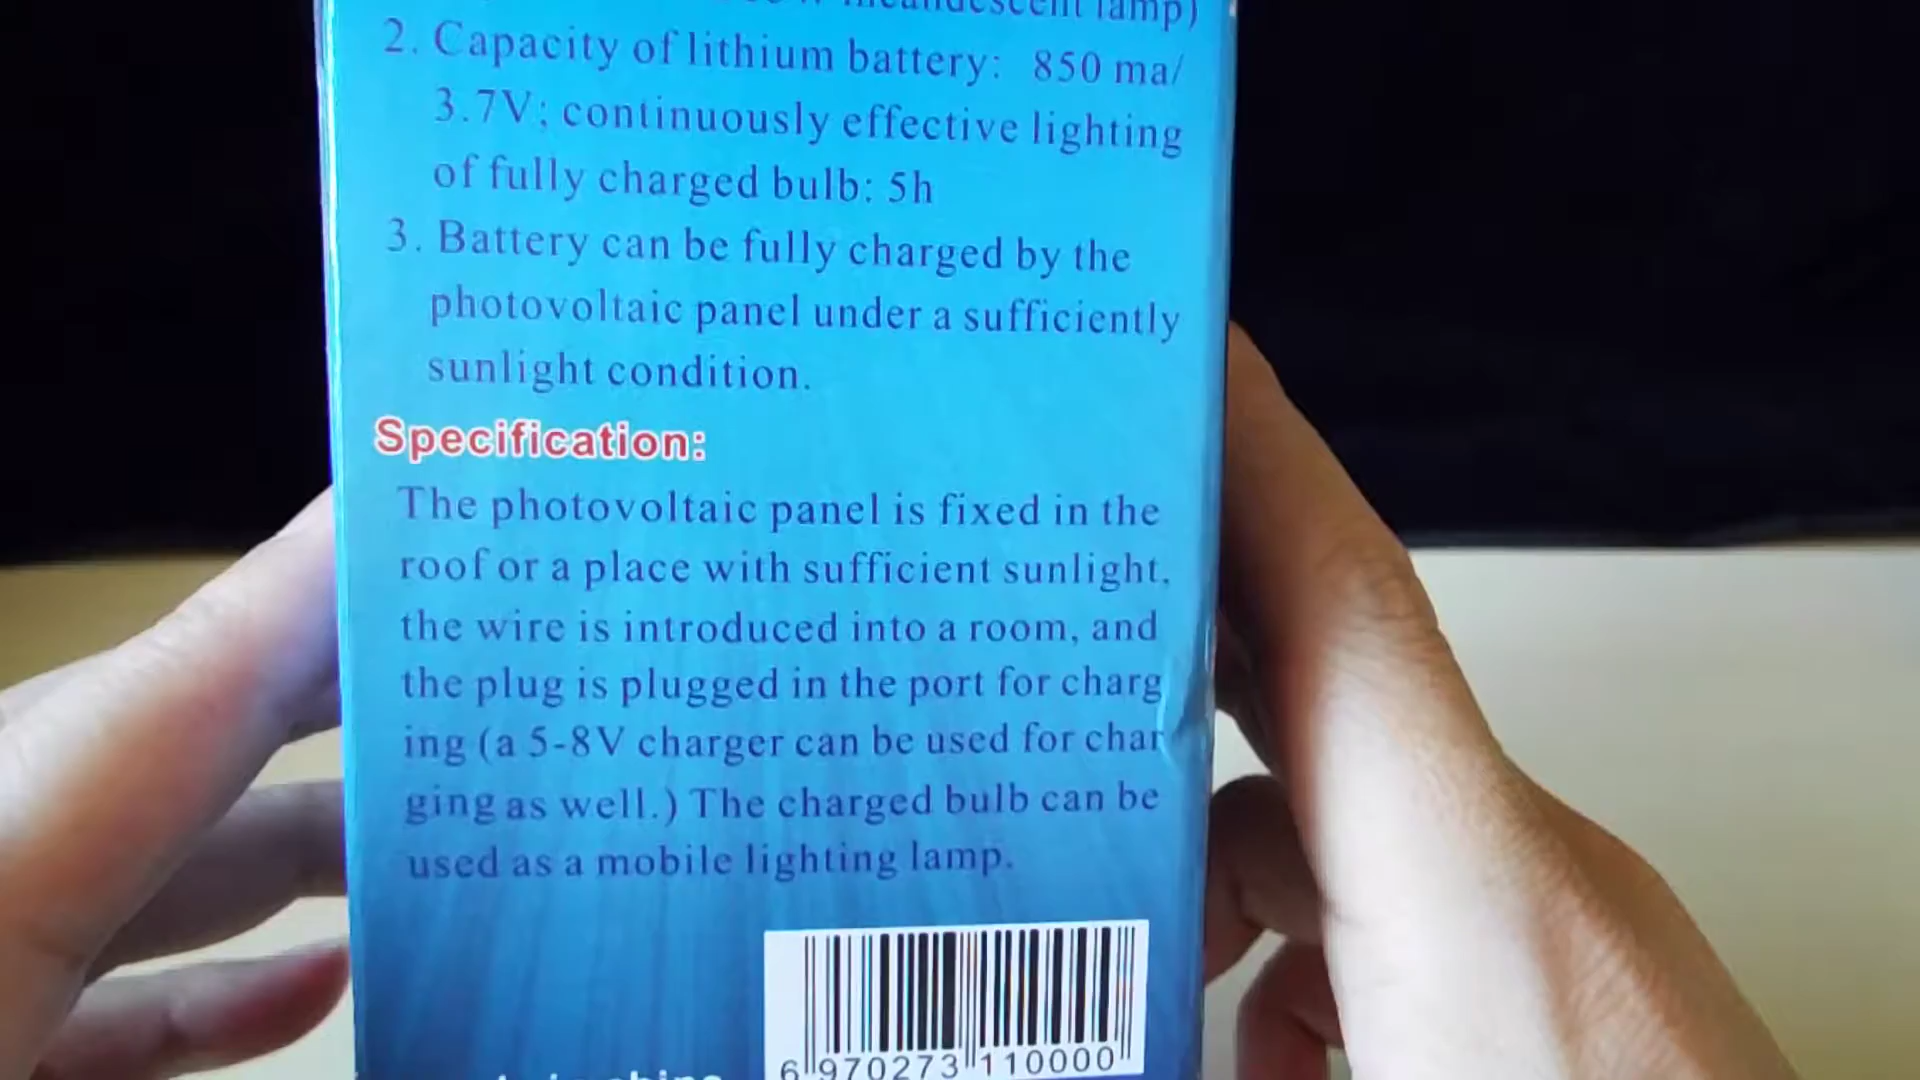 incandescent lamp)
2. Capacity of lithium battery: 850 ma/
3.7V; continuously effective lighting
of fully charged bulb: 5h
3. Battery can be fully charged by the
photovoltaic panel under a sufficiently
sunlight condition.
Specification:
The photovoltaic panel is fixed in the
roof or a place with sufficient sunlight,
the wire is introduced into a room, and
the plug is plugged in the port for charg
ing (a 5-8V charger can be used for char
ging as well.) The charged bulb can be
used as a mobile lighting lamp.
6 970273 110000